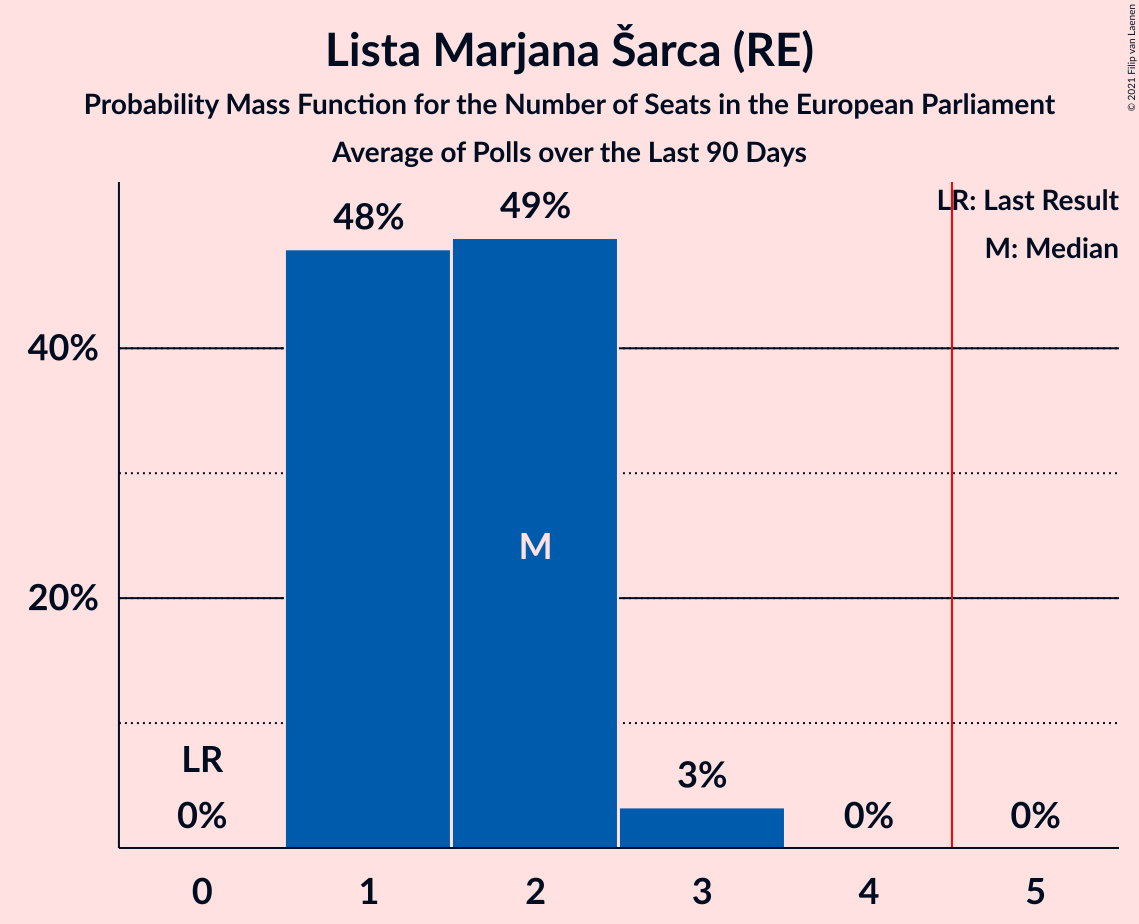 Lista Marjana Šarca (RE)
Probability Mass Function for the Number of Seats in the European Parliament
Average of Polls over the Last 90 Days
© 2021 Filip van Laenen
LR: Last Result
M: Median
48%
49%
40%
M
20%
LR
0%
3%
0%
0%
0 1 2 3 4 5